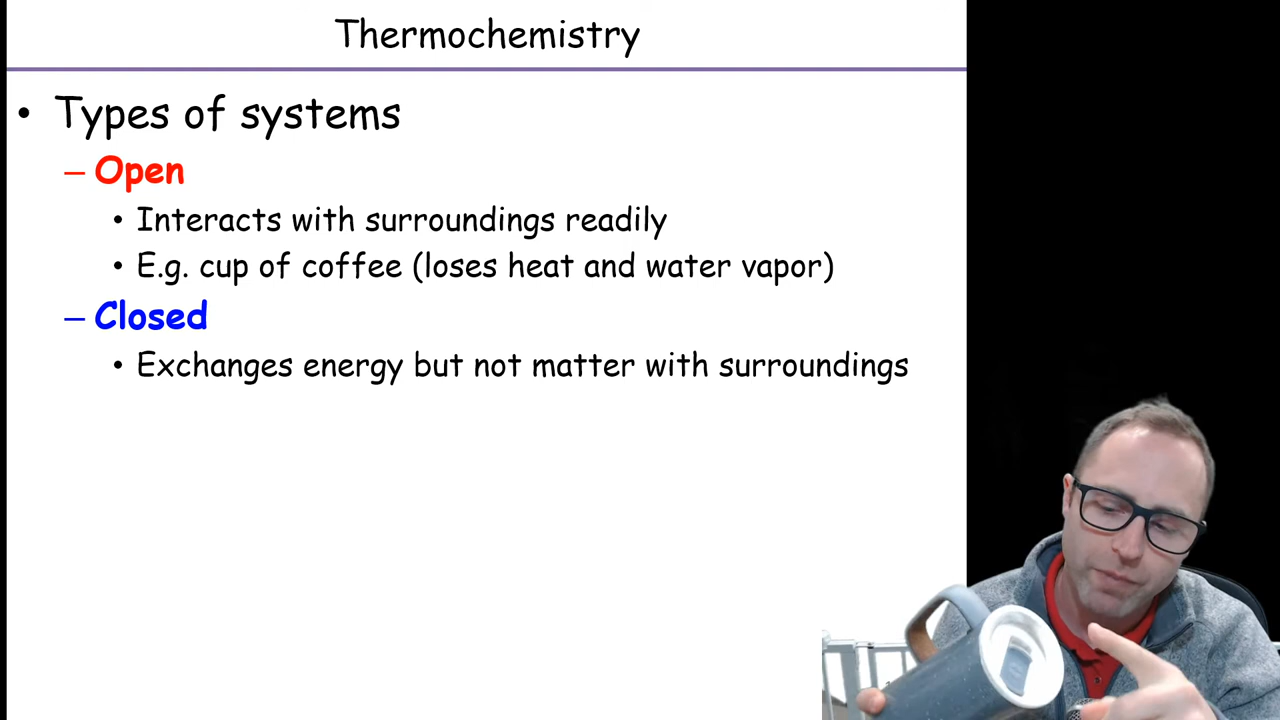 Thermochemistry
• Types of systems
– Open
• Interacts with surroundings readily
• E.g. cup of coffee (loses heat and water vapor)
– Closed
• Exchanges energy but not matter with surroundings